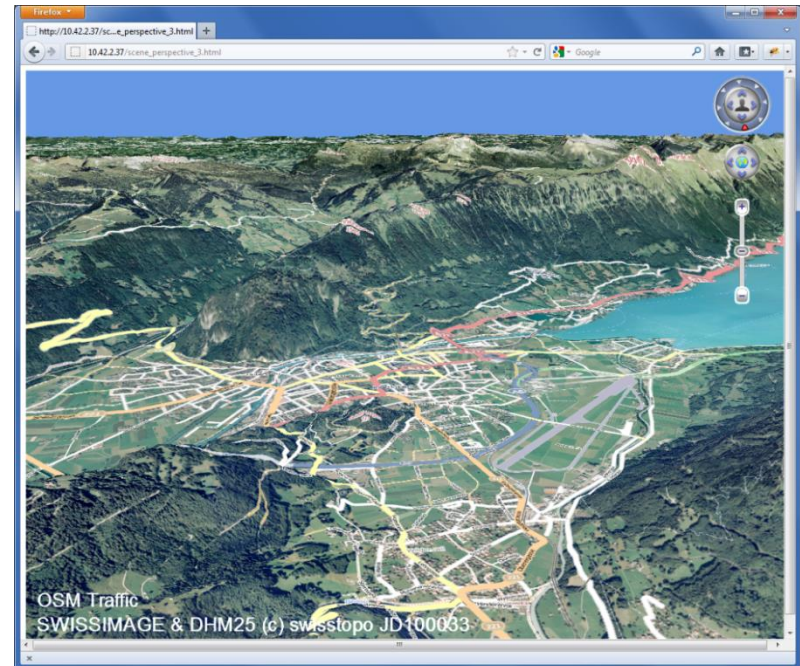 Firefox
http://10.42.2.37/sc...e_perspective_3.html
10.42.2.37/scene_perspective_3.html
Google
OSM Traffic
SWISSIMAGE & DHM25 (c) swisstopo JD100033